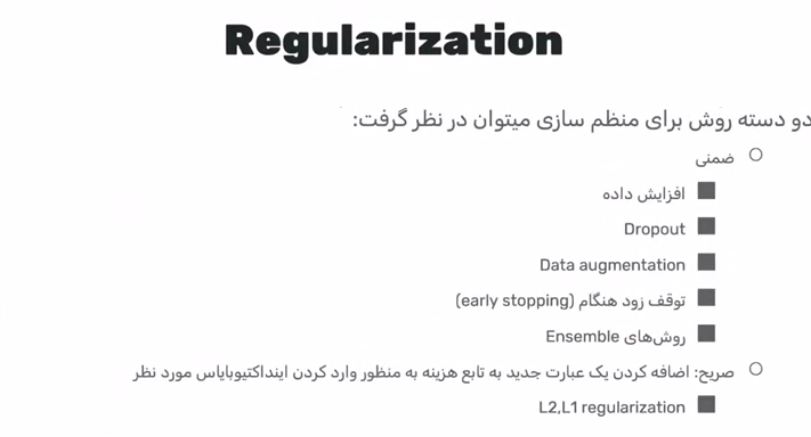 Regularization
دو دسته روش برای منظم سازی میتوان در نظر گرفت:
ضمنی
افزایش داده
Dropout
Data augmentation
توقف زود هنگام (early stopping)
روش‌های Ensemble
صریح: اضافه کردن یک عبارت جدید به تابع هزینه به منظور وارد کردن اینداکتیوبایاس مورد نظر
L2,L1 regularization